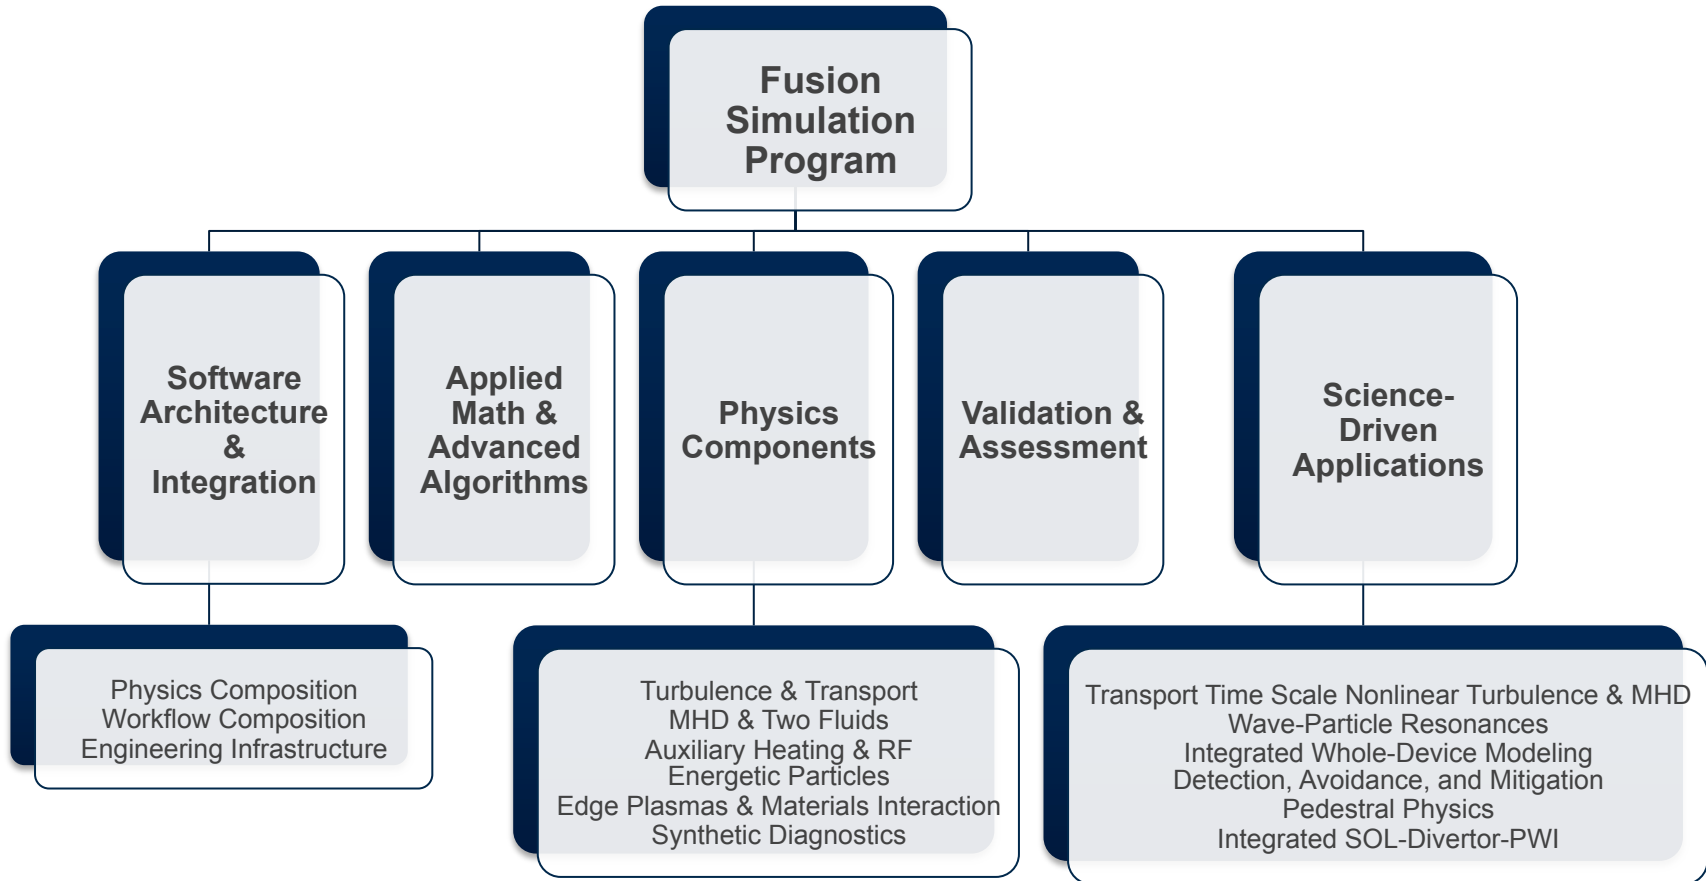 Fusion
Simulation
Program
Software
Architecture
&
Integration
Applied
Math &
Advanced
Algorithms
Physics
Components
Validation &
Assessment
Science-
Driven
Applications
Physics Composition
Workflow Composition
Engineering Infrastructure
Turbulence & Transport
MHD & Two Fluids
Auxiliary Heating & RF
Energetic Particles
Edge Plasmas & Materials Interaction
Synthetic Diagnostics
Transport Time Scale Nonlinear Turbulence & MHD
Wave-Particle Resonances
Integrated Whole-Device Modeling
Detection, Avoidance, and Mitigation
Pedestral Physics
Integrated SOL-Divertor-PWI